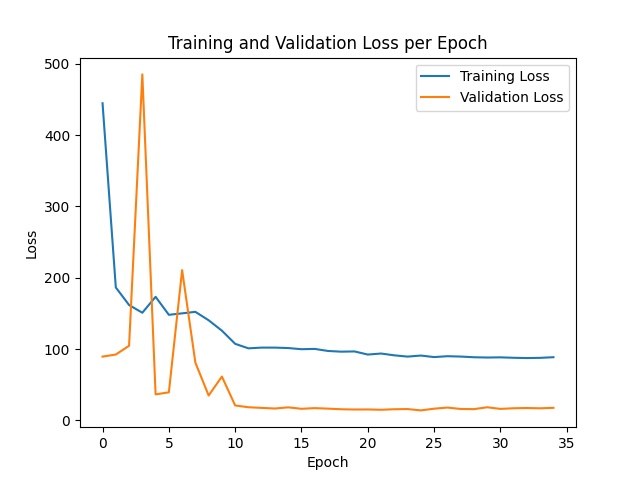 Training and Validation Loss per Epoch
Training Loss
Validation Loss
500
400
300
200
100
0
Loss
0 5 10 15 20 25 30 35
Epoch